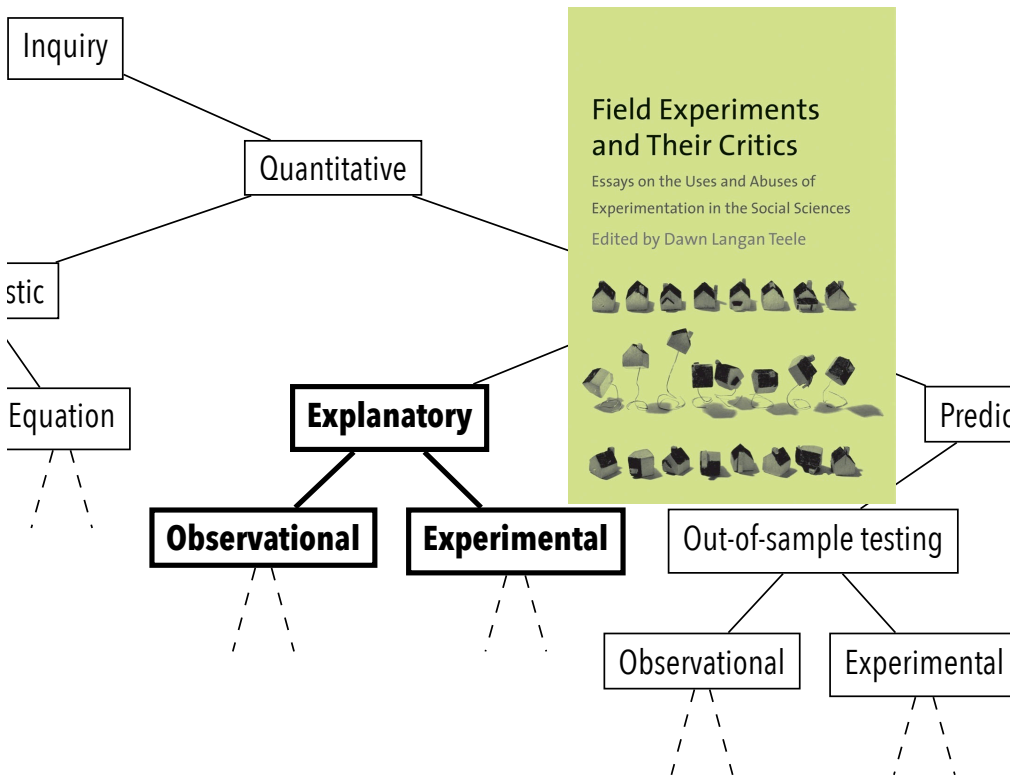 Inquiry
Quantitative
Field Experiments
and Their Critics
Essays on the Uses and Abuses of
Experimentation in the Social Sciences
Edited by Dawn Langan Teele
stic
Equation
Explanatory
Predic
Observational
Experimental
Out-of-sample testing
Observational
Experimental